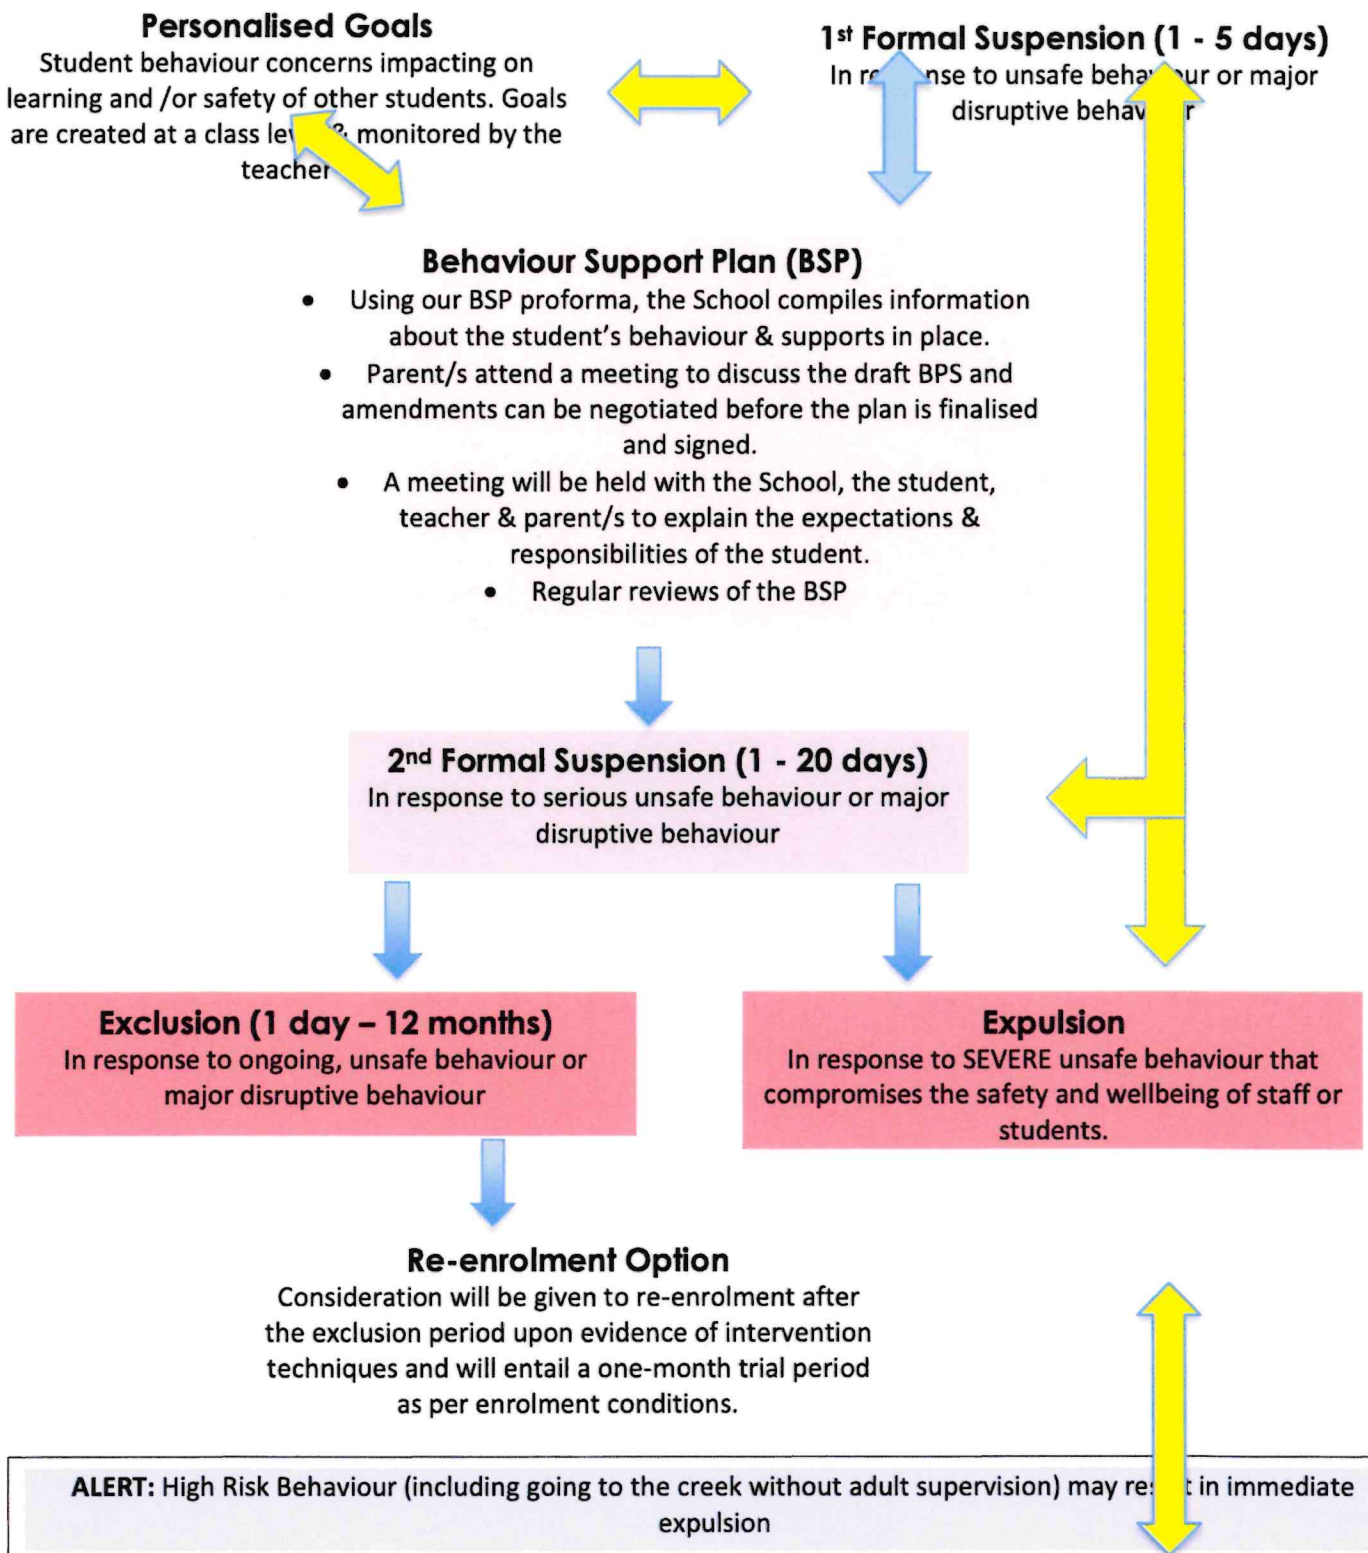 Personalised Goals
Student behaviour concerns impacting on
learning and /or safety of other students. Goals
are created at a class & monitored by the
teacher
1st Formal Suspension (1 - 5 days)
In to unsafe or major
disruptive
Behaviour Support Plan (BSP)
• Using our BSP proforma, the School compiles information
about the student's behaviour & supports in place.
• Parent/s attend a meeting to discuss the draft BPS and
amendments can be negotiated before the plan is finalised
and signed.
• A meeting will be held with the School, the student,
teacher & parent/s to explain the expectations &
responsibilities of the student.
• Regular reviews of the BSP
2nd Formal Suspension (1 - 20 days)
In response to serious unsafe behaviour or major
disruptive behaviour
Exclusion (1 day – 12 months)
In response to ongoing, unsafe behaviour or
major disruptive behaviour
Expulsion
In response to SEVERE unsafe behaviour that
compromises the safety and wellbeing of staff or
students.
Re-enrolment Option
Consideration will be given to re-enrolment after
the exclusion period upon evidence of intervention
techniques and will entail a one-month trial period
as per enrolment conditions.
ALERT: High Risk Behaviour (including going to the creek without adult supervision) may in immediate
expulsion